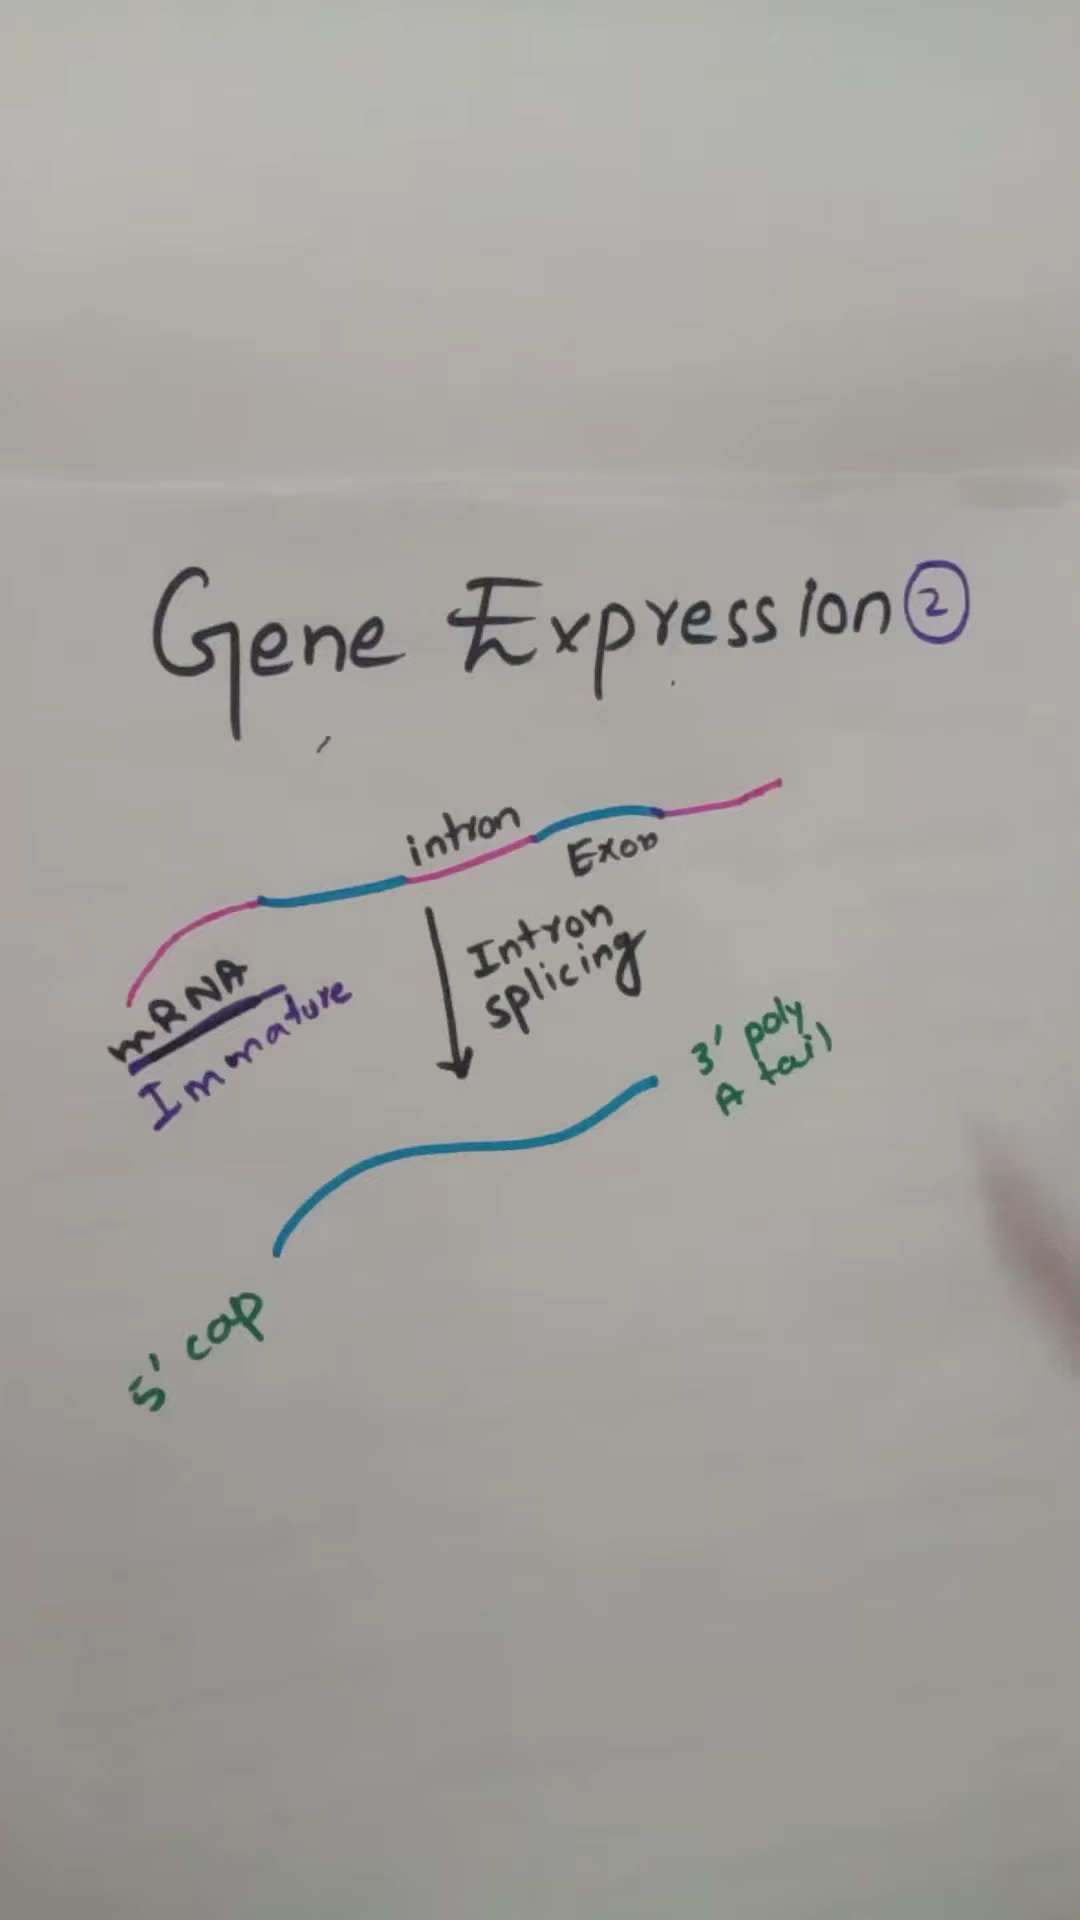 Gene Expression ②
intron
Exon
mRNA
Immature
Intron
splicing
3' poly
A tail
5' cap